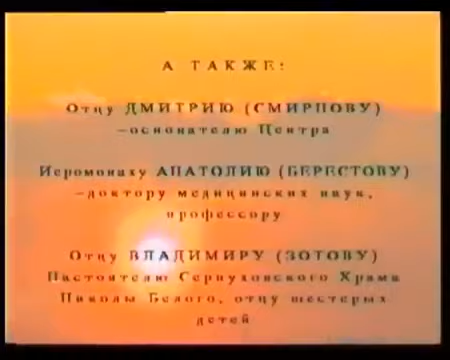 А ТАКЖЕ:
Отцу ДМИТРИЮ (СМИРНОВУ)
–основателю Центра
Иеромонаху АНАТОЛИЮ (БЕРЕСТОВУ)
–доктору медицинских наук,
профессору
Отцу ВЛАДИМИРУ (ЗОТОВУ)
Настоятелю Серпуховского Храма
Николы Белого, отцу шестерых
детей